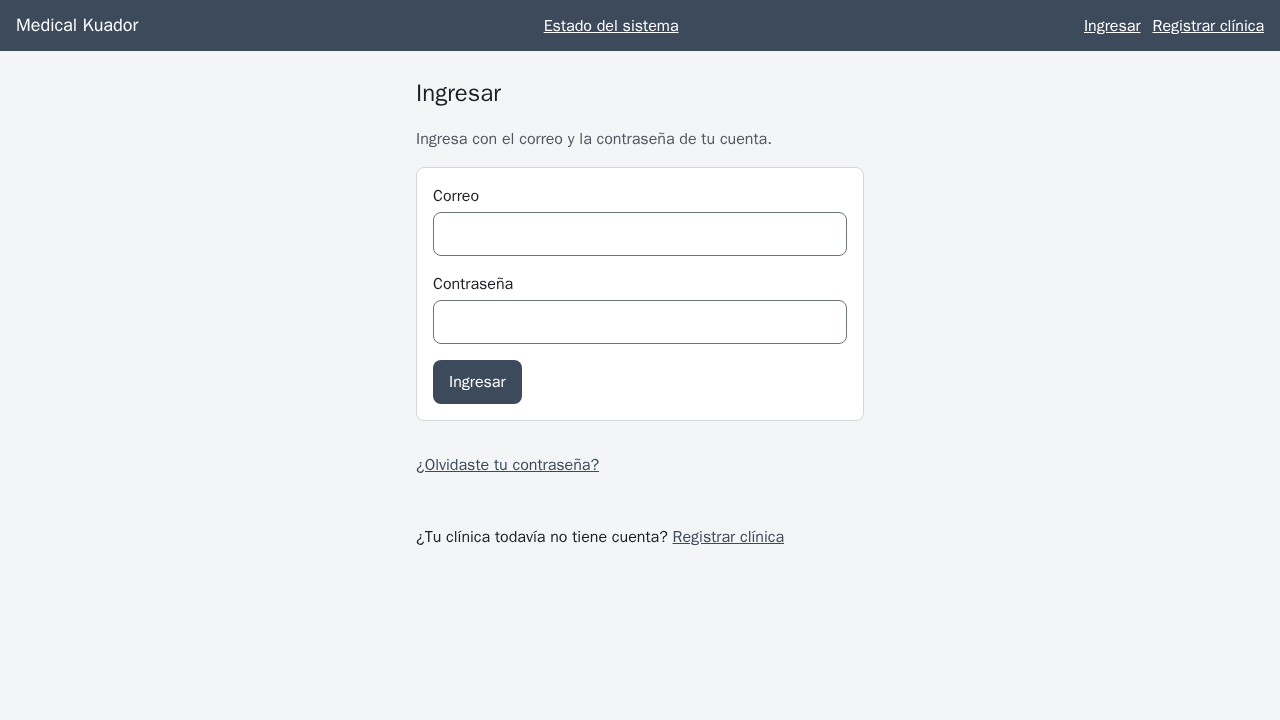 Medical Kuador
Estado del sistema
Ingresar
Registrar clínica
Ingresar
Ingresa con el correo y la contraseña de tu cuenta.
Correo
Contraseña
Ingresar
¿Olvidaste tu contraseña?
¿Tu clínica todavía no tiene cuenta? Registrar clínica